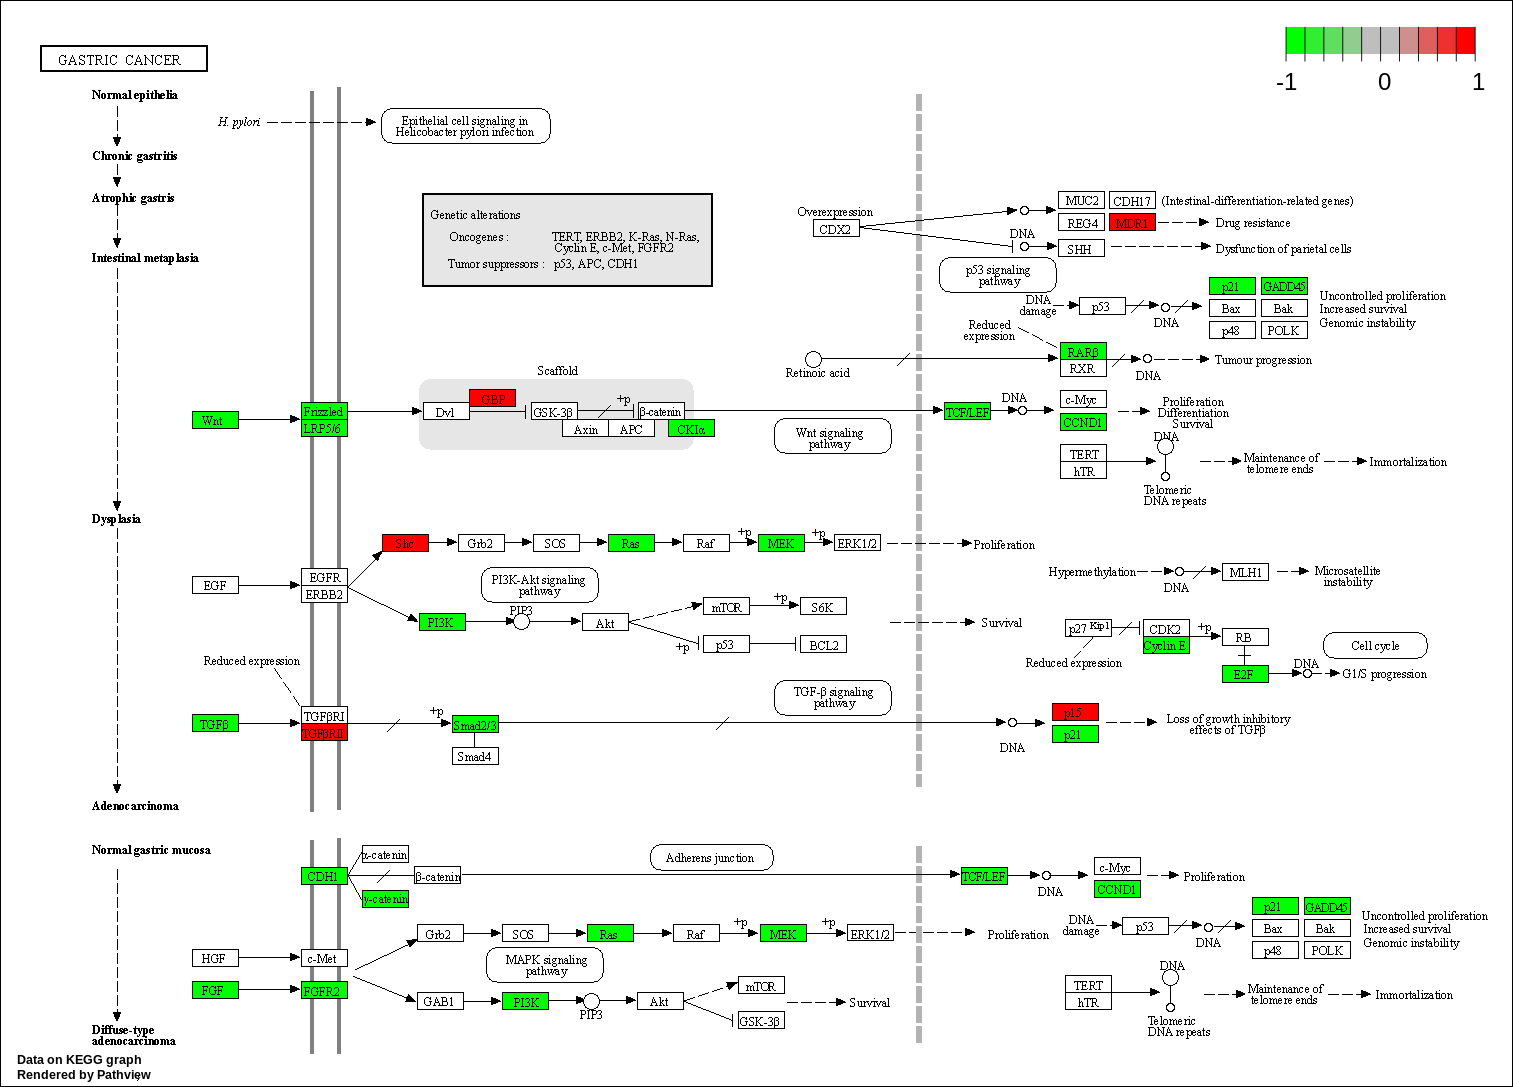 GASTRIC CANCER
-1 0 1
Normal epithelia
H. pylori
Epithelial cell signaling in
Helicobacter pylori infection
Chronic gastritis
Atrophic gastris
Intestinal metaplasia
Dysplasia
Adenocarcinoma
Genetic alterations
Oncogenes : TERT, ERBB2, K-Ras, N-Ras,
Cyclin E, c-Met, FGFR2
Tumor suppressors : p53, APC, CDH1
Overexpression
CDX2
MUC2 CDH17 (Intestinal-differentiation-related genes)
REG4 MDR1 Drug resistance
DNA
SHH Dysfunction of parietal cells
p53 signaling
pathway
DNA
damage
p53
DNA
p21 GADD45
Bax Bak
p48 POLK
Uncontrolled proliferation
Increased survival
Genomic instability
Reduced
expression
Retinoic acid
RARβ
RXR
DNA
Tumour progression
Scaffold
Wnt
Frizzled
LRP5/6
Dvl
GBP
GSK-3β
+p
β-catenin
Axin APC CKIα
Wnt signaling
pathway
TCF/LEF
DNA
c-Myc
CCND1
Proliferation
Differentiation
Survival
TERT
hTR
DNA
Telomeric
DNA repeats
Maintenance of
telomere ends
Immortalization
Shc Grb2 SOS Ras Raf +p MEK +p ERK1/2 Proliferation
EGF
EGFR
ERBB2
PI3K-Akt signaling
pathway
PI3K
PIP3
Akt
mTOR +p S6K
+p p53 BCL2
Survival
Hypermethylation
DNA
MLH1
Microsatellite
instability
p27 Kip1
CDK2
Cyclin E
+p
RB
E2F
DNA
G1/S progression
Cell cycle
Reduced expression
Reduced expression
TGFβ
TGFβRI
TGFβRII
+p
Smad2/3
Smad4
TGF-β signaling
pathway
DNA
p15
p21
Loss of growth inhibitory
effects of TGFβ
Normal gastric mucosa
CDH1
α-catenin
β-catenin
γ-catenin
Adherens junction
TCF/LEF
DNA
c-Myc
CCND1
Proliferation
Grb2 SOS Ras Raf +p MEK +p ERK1/2 Proliferation
HGF c-Met
FGF FGFR2
MAPK signaling
pathway
GAB1 PI3K PIP3 Akt
mTOR
GSK-3β
Survival
DNA
damage
p53
DNA
p21 GADD45
Bax Bak
p48 POLK
Uncontrolled proliferation
Increased survival
Genomic instability
TERT
hTR
DNA
Telomeric
DNA repeats
Maintenance of
telomere ends
Immortalization
Diffuse-type
adenocarcinoma
Data on KEGG graph
Rendered by Pathview